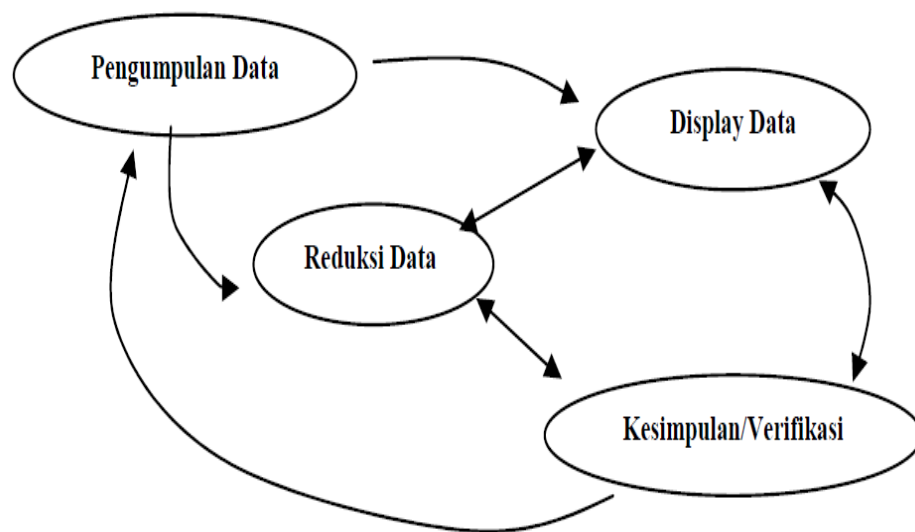 Pengumpulan Data
Display Data
Reduksi Data
Kesimpulan/Verifikasi